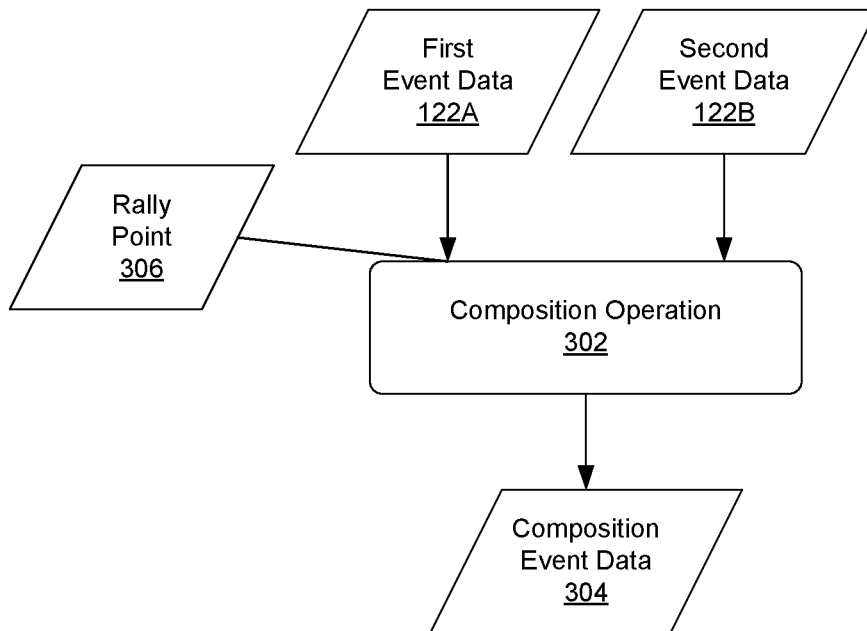 First
Event Data
122A
Second
Event Data
122B
Rally
Point
306
Composition Operation
302
Composition
Event Data
304